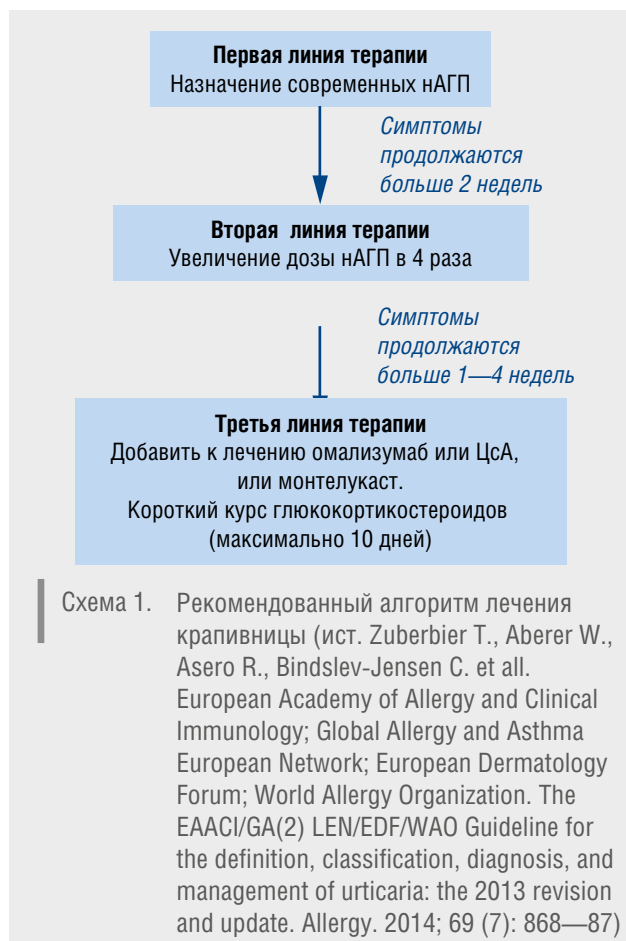 Первая линия терапии
Назначение современных нАГП
Симптомы
продолжаются
больше 2 недель
Вторая линия терапии
Увеличение дозы нАГП в 4 раза
Симптомы
продолжаются
больше 1—4 недель
Третья линия терапии
Добавить к лечению омализумаб или ЦсА,
или монтелукаст.
Короткий курс глюкокортикостероидов
(максимально 10 дней)
Схема 1. Рекомендованный алгоритм лечения
крапивницы (ист. Zuberbier T., Aberer W.,
Asero R., Bindslev-Jensen C. et all.
European Academy of Allergy and Clinical
Immunology; Global Allergy and Asthma
European Network; European Dermatology
Forum; World Allergy Organization. The
EAACI/GA(2) LEN/EDF/WAO Guideline for
the definition, classification, diagnosis, and
management of urticaria: the 2013 revision
and update. Allergy. 2014; 69 (7): 868—87)